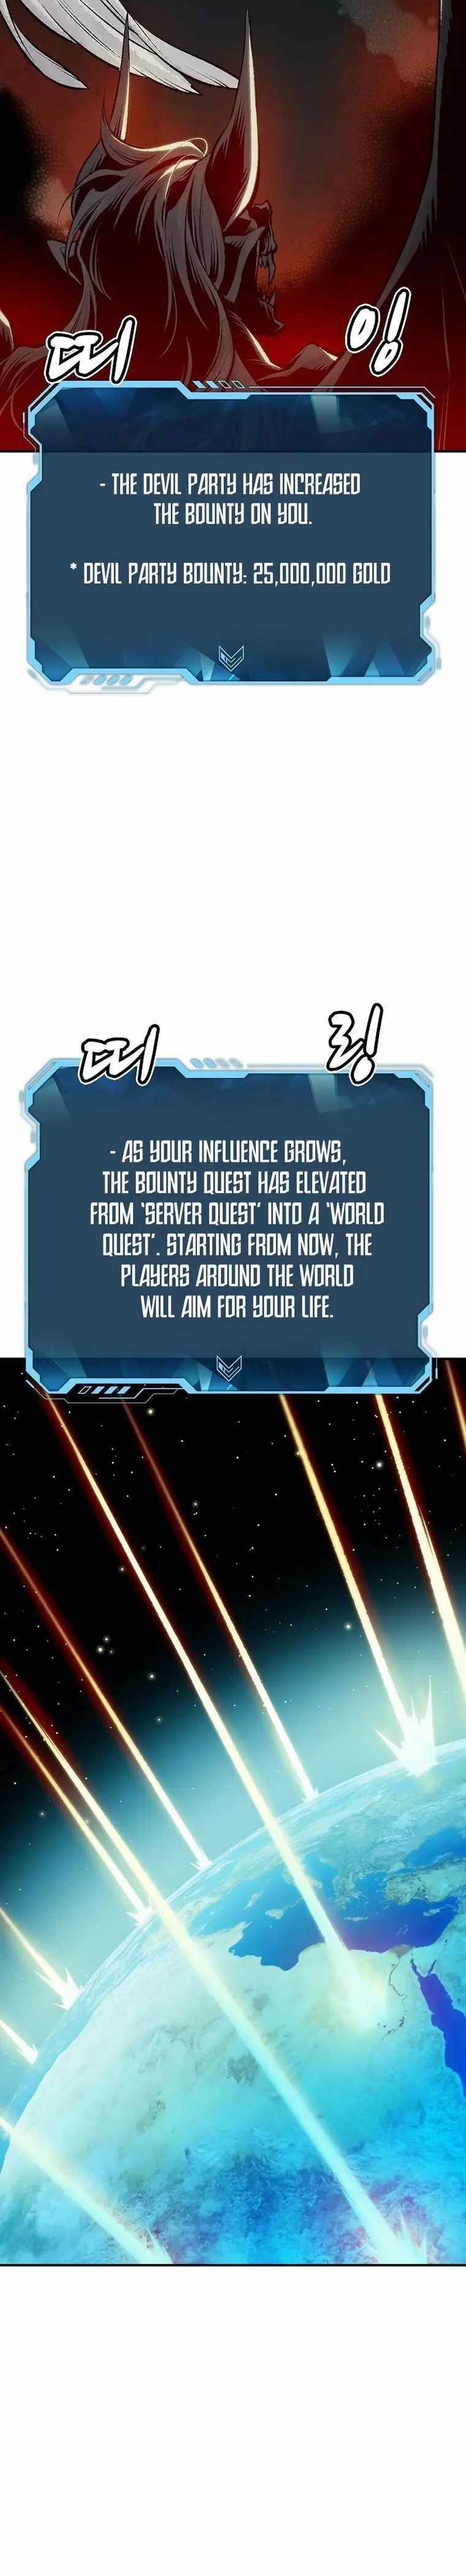 띠 잉
- THE DEVIL PARTY HAS INCREASED
THE BOUNTY ON YOU.
* DEVIL PARTY BOUNTY: 25,000,000 GOLD
띠 링
- AS YOUR INFLUENCE GROWS,
THE BOUNTY QUEST HAS ELEVATED
FROM 'SERVER QUEST' INTO A 'WORLD
QUEST'. STARTING FROM NOW, THE
PLAYERS AROUND THE WORLD
WILL AIM FOR YOUR LIFE.